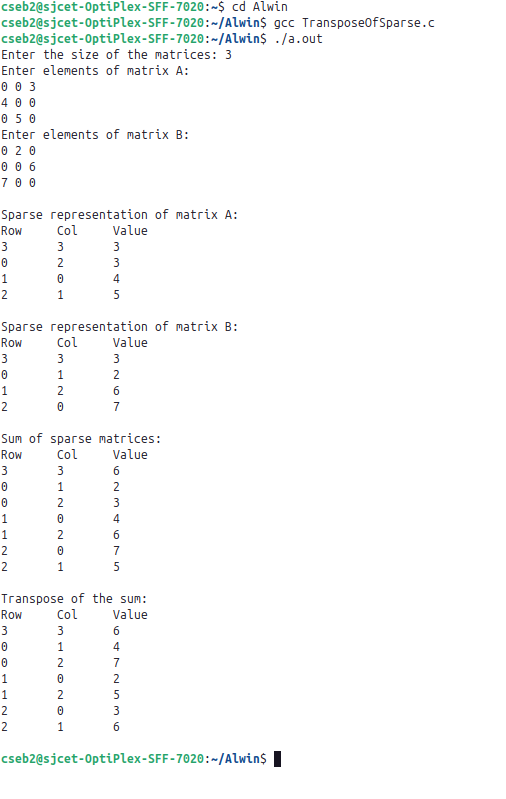 cseb2@sjcet-OptiPlex-SFF-7020:~$ cd Alwin
cseb2@sjcet-OptiPlex-SFF-7020:~/Alwin$ gcc TransposeOfSparse.c
cseb2@sjcet-OptiPlex-SFF-7020:~/Alwin$ ./a.out
Enter the size of the matrices: 3
Enter elements of matrix A:
0 0 3
4 0 0
0 5 0
Enter elements of matrix B:
0 2 0
0 0 6
7 0 0
Sparse representation of matrix A:
Row Col Value
3 3 3
0 2 3
1 0 4
2 1 5
Sparse representation of matrix B:
Row Col Value
3 3 3
0 1 2
1 2 6
2 0 7
Sum of sparse matrices:
Row Col Value
3 3 6
0 1 2
0 2 3
1 0 4
1 2 6
2 0 7
2 1 5
Transpose of the sum:
Row Col Value
3 3 6
0 1 4
0 2 7
1 0 2
1 2 5
2 0 3
2 1 6
cseb2@sjcet-OptiPlex-SFF-7020:~/Alwin$